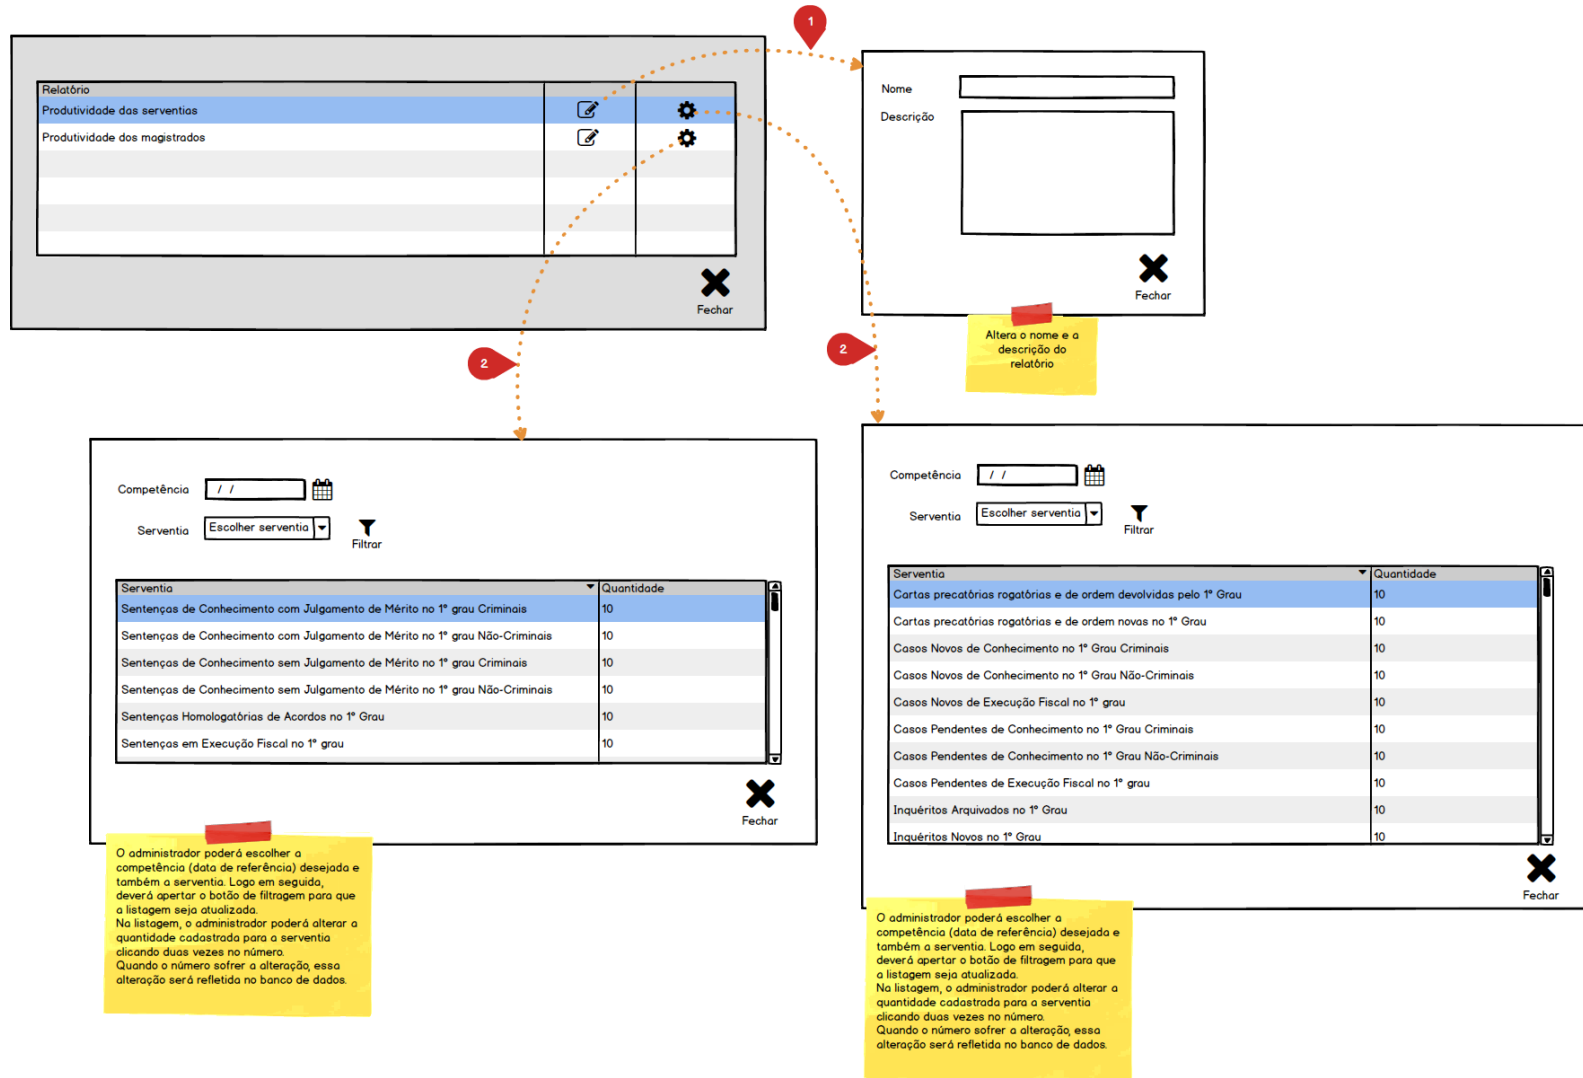 1
Relatório
Produtividade das serventias
Produtividade dos magistrados
Fechar
Nome
Descrição
Fechar
Altera o nome e a
descrição do
relatório
2
2
Competência / /
Serventia Escolher serventia
Filtrar
Serventia Quantidade
Sentenças de Conhecimento com Julgamento de Mérito no 1º grau Criminais 10
Sentenças de Conhecimento com Julgamento de Mérito no 1º grau Não-Criminais 10
Sentenças de Conhecimento sem Julgamento de Mérito no 1º grau Criminais 10
Sentenças de Conhecimento sem Julgamento de Mérito no 1º grau Não-Criminais 10
Sentenças Homologatórias de Acordos no 1º Grau 10
Sentenças em Execução Fiscal no 1º grau 10
Fechar
O administrador poderá escolher a
competência (data de referência) desejada e
também a serventia. Logo em seguida,
deverá apertar o botão de filtragem para que
a listagem seja atualizada.
Na listagem, o administrador poderá alterar a
quantidade cadastrada para a serventia
clicando duas vezes no número.
Quando o número sofrer a alteração, essa
alteração será refletida no banco de dados.
Competência / /
Serventia Escolher serventia
Filtrar
Serventia Quantidade
Cartas precatórias rogatórias e de ordem devolvidas pelo 1º Grau 10
Cartas precatórias rogatórias e de ordem novas no 1º Grau 10
Casos Novos de Conhecimento no 1º Grau Criminais 10
Casos Novos de Conhecimento no 1º Grau Não-Criminais 10
Casos Novos de Execução Fiscal no 1º grau 10
Casos Pendentes de Conhecimento no 1º Grau Criminais 10
Casos Pendentes de Conhecimento no 1º Grau Não-Criminais 10
Casos Pendentes de Execução Fiscal no 1º grau 10
Inquéritos Arquivados no 1º Grau 10
Inquéritos Novos no 1º Grau 10
Fechar
O administrador poderá escolher a
competência (data de referência) desejada e
também a serventia. Logo em seguida,
deverá apertar o botão de filtragem para que
a listagem seja atualizada.
Na listagem, o administrador poderá alterar a
quantidade cadastrada para a serventia
clicando duas vezes no número.
Quando o número sofrer a alteração, essa
alteração será refletida no banco de dados.